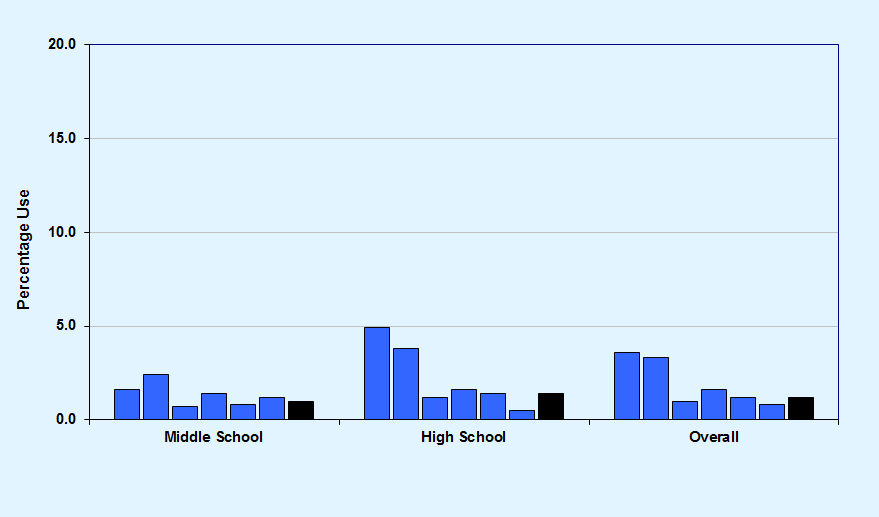 20.0
15.0
10.0
5.0
0.0
Percentage Use
Middle School
High School
Overall